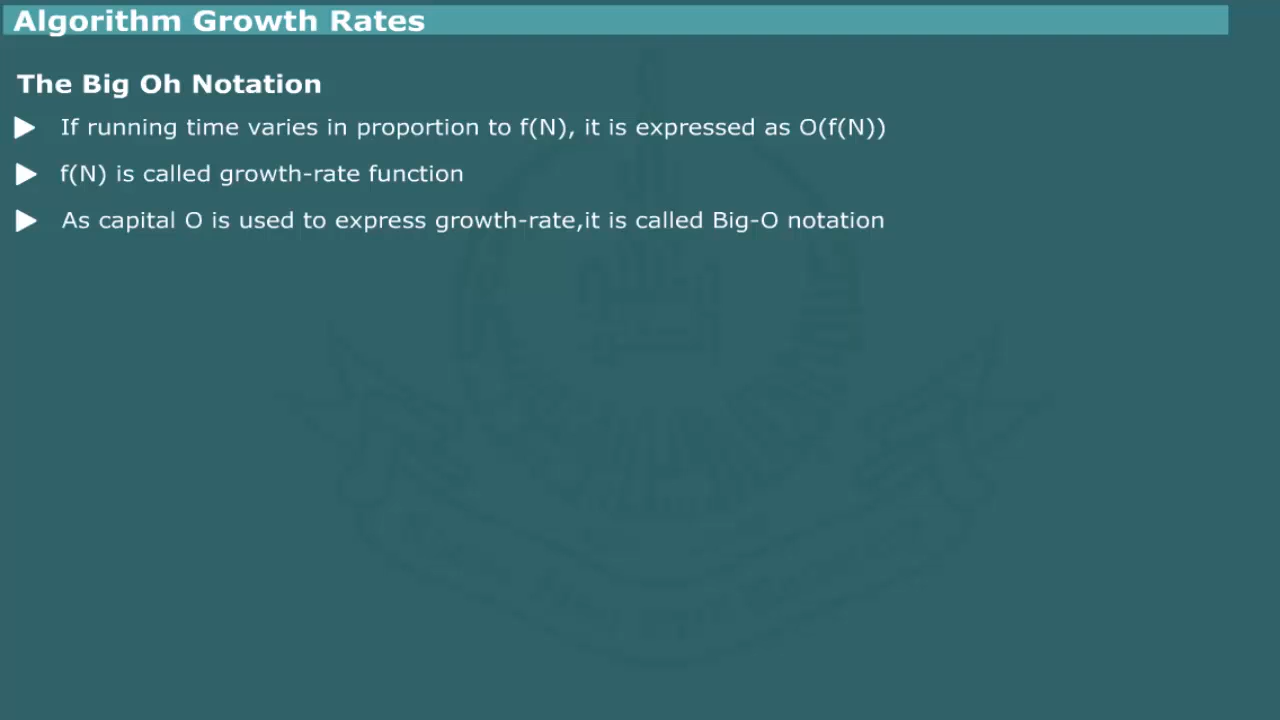 Algorithm Growth Rates
The Big Oh Notation
If running time varies in proportion to f(N), it is expressed as O(f(N))
f(N) is called growth-rate function
As capital O is used to express growth-rate,it is called Big-O notation